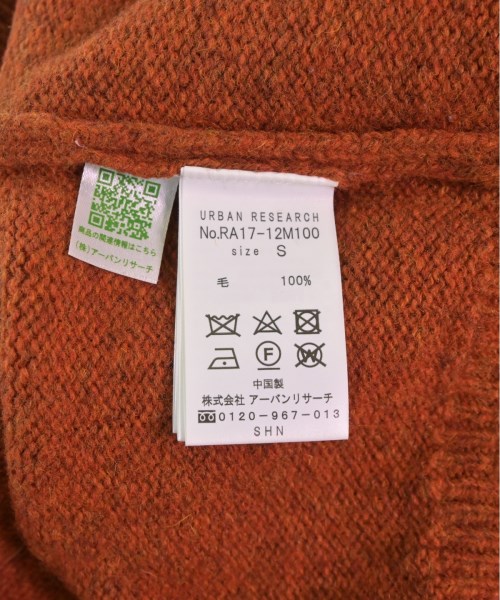 商品の関連情報はこちら
(株)アーバンリサーチ
URBAN RESEARCH
No.RA17-12M100
size S
毛 100%
中国製
株式会社 アーバンリサーチ
0120-967-013
SHN